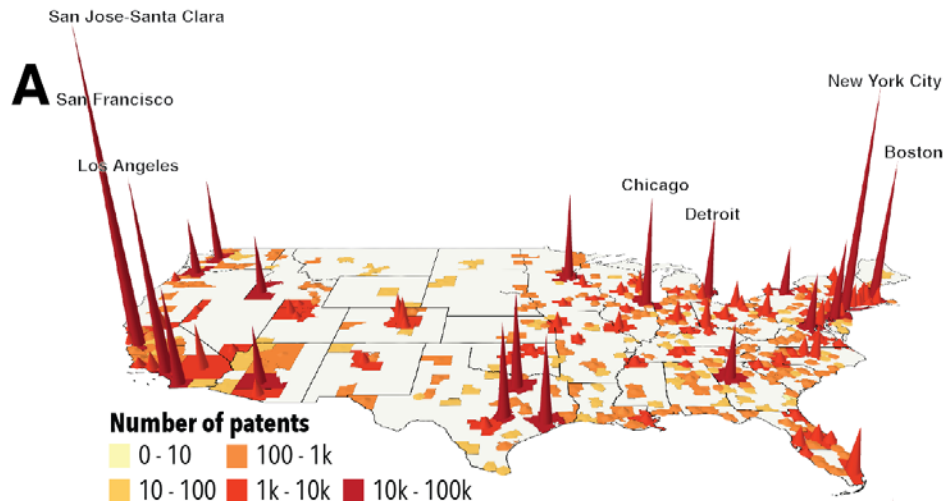 San Jose-Santa Clara
A
San Francisco
New York City
Los Angeles
Boston
Chicago
Detroit
Number of patents
0 - 10
100 - 1k
10 - 100
1k - 10k
10k - 100k